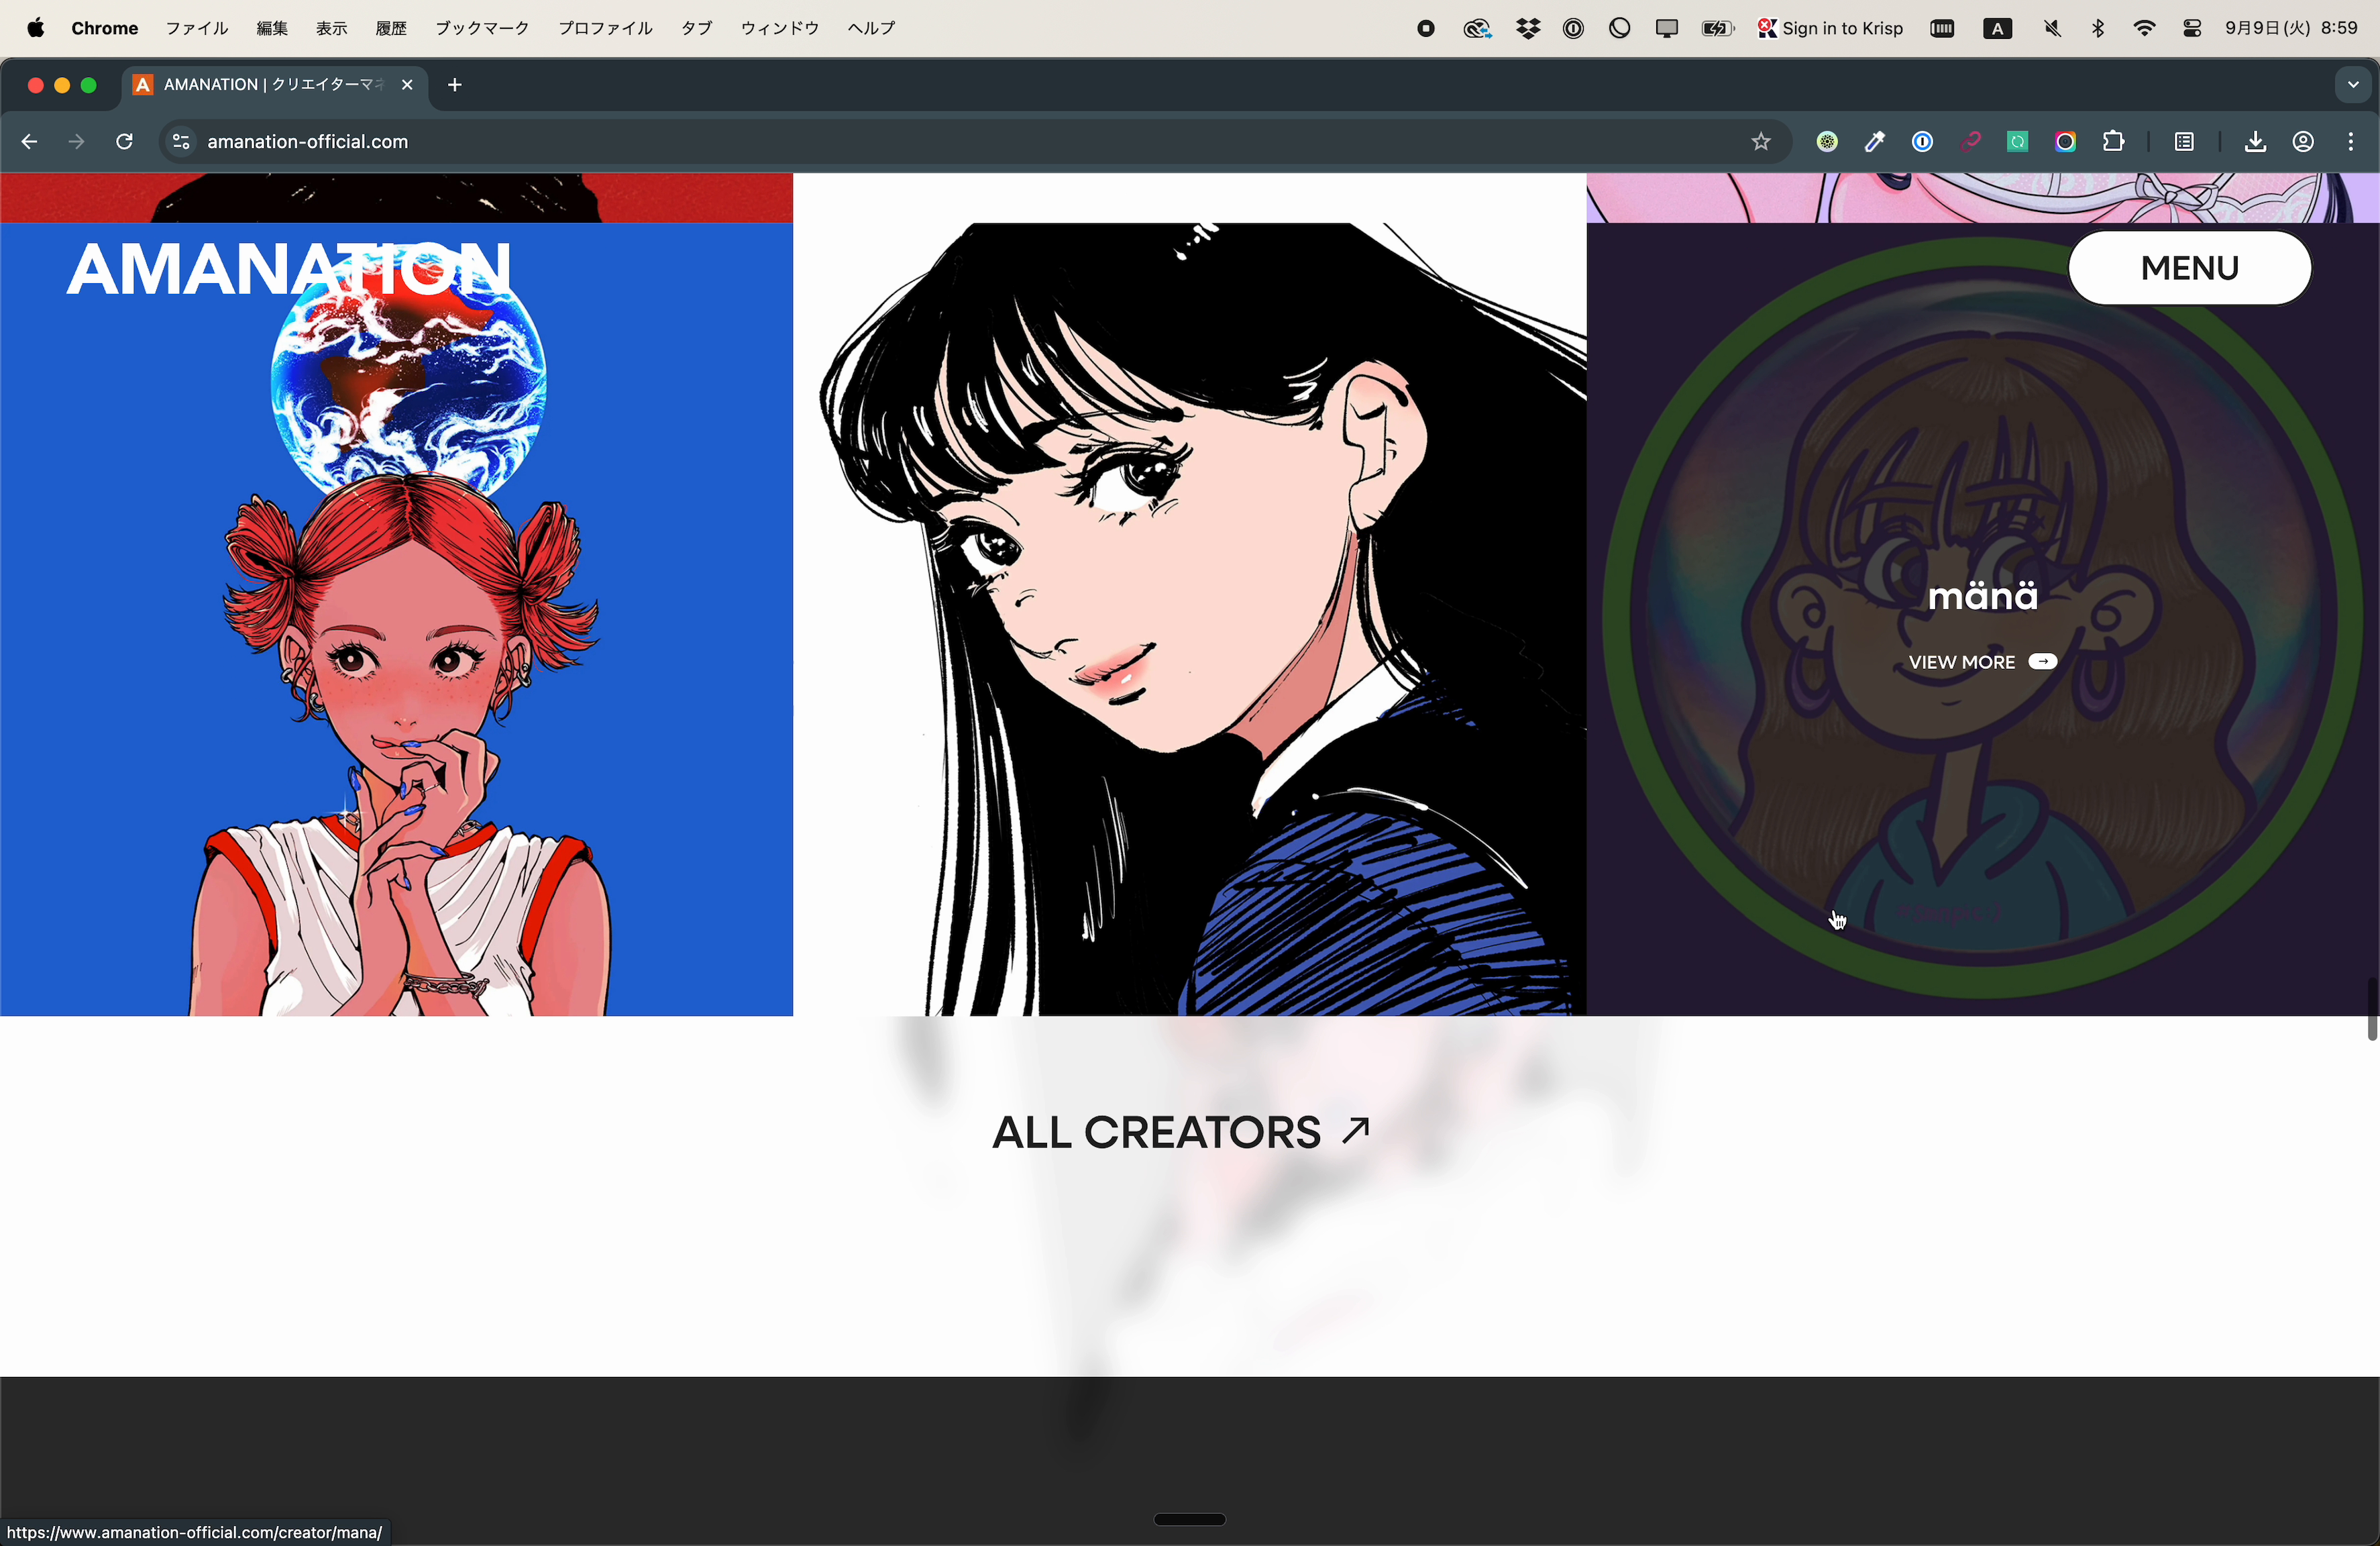 Chrome ファイル 編集 表示 履歴 ブックマーク プロファイル タブ ウィンドウ ヘルプ Sign in to Krisp A 9月9日(火) 8:59
A AMANATION | クリエイターマネ
amanation-official.com
AMANATION
MENU
mänä
VIEW MORE →
ALL CREATORS ↗
https://www.amanation-official.com/creator/mana/